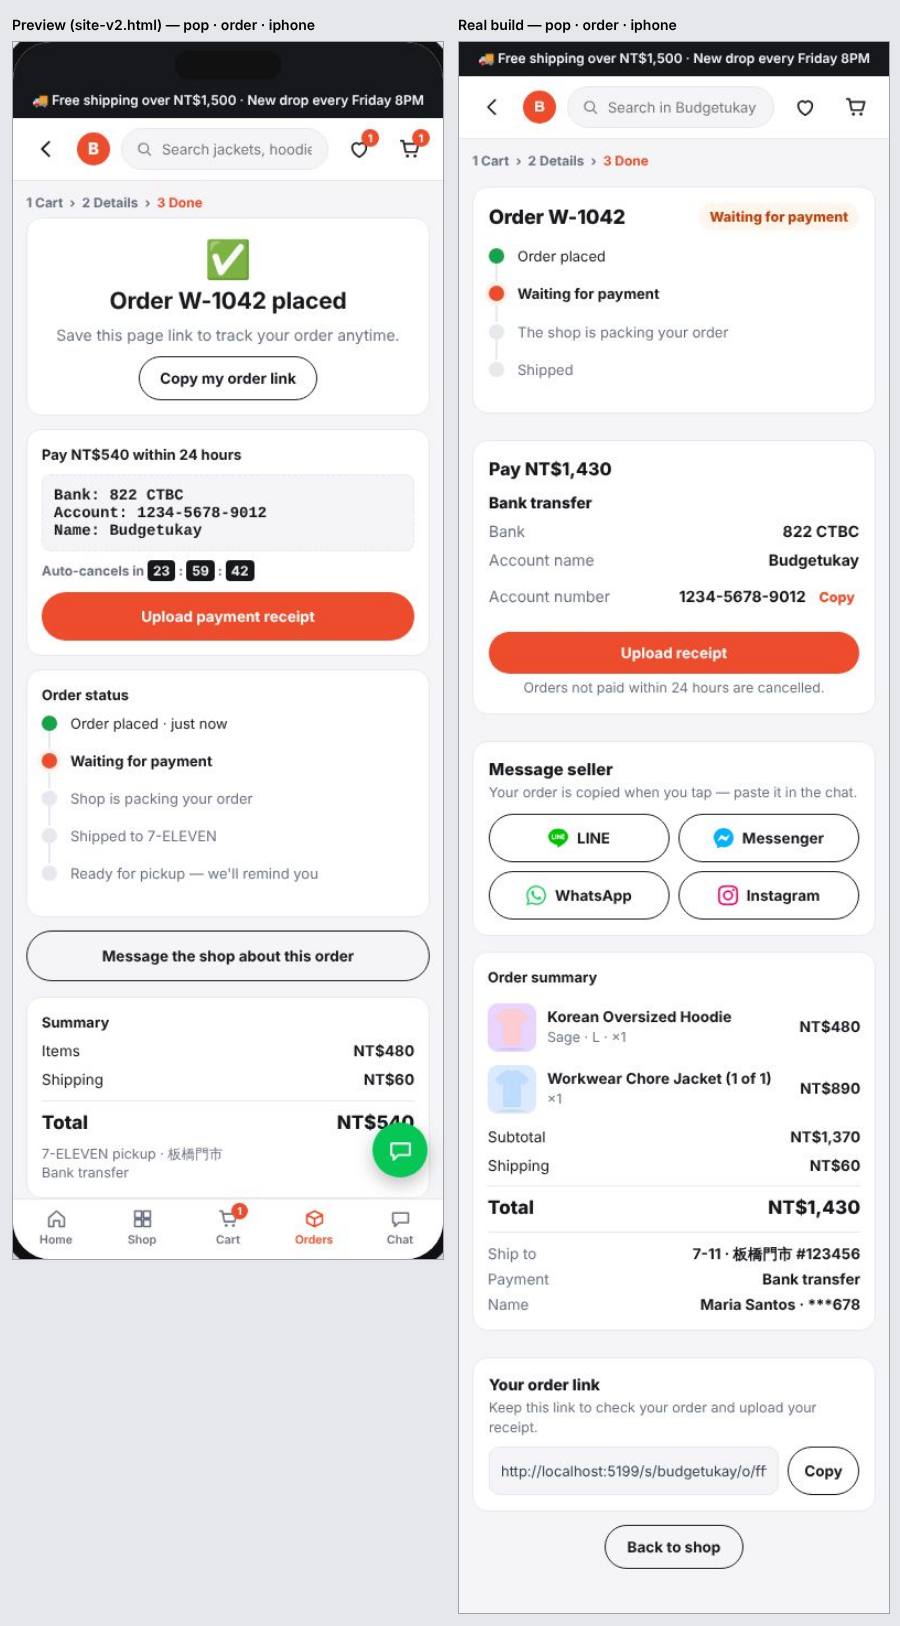 Preview (site-v2.html) — pop · order · iphone
🚚 Free shipping over NT$1,500 · New drop every Friday 8PM
B
Search jackets, hoodie
1
1
1 Cart › 2 Details › 3 Done
Order W-1042 placed
Save this page link to track your order anytime.
Copy my order link
Pay NT$540 within 24 hours
Bank: 822 CTBC
Account: 1234-5678-9012
Name: Budgetukay
Auto-cancels in 23 : 59 : 42
Upload payment receipt
Order status
Order placed · just now
Waiting for payment
Shop is packing your order
Shipped to 7-ELEVEN
Ready for pickup — we'll remind you
Message the shop about this order
Summary
Items NT$480
Shipping NT$60
Total NT$540
7-ELEVEN pickup · 板橋門市
Bank transfer
1
Home Shop Cart Orders Chat
Real build — pop · order · iphone
🚚 Free shipping over NT$1,500 · New drop every Friday 8PM
B
Search in Budgetukay
1 Cart › 2 Details › 3 Done
Order W-1042 Waiting for payment
Order placed
Waiting for payment
The shop is packing your order
Shipped
Pay NT$1,430
Bank transfer
Bank 822 CTBC
Account name Budgetukay
Account number 1234-5678-9012 Copy
Upload receipt
Orders not paid within 24 hours are cancelled.
Message seller
Your order is copied when you tap — paste it in the chat.
LINE LINE Messenger
WhatsApp Instagram
Order summary
Korean Oversized Hoodie NT$480
Sage · L · ×1
Workwear Chore Jacket (1 of 1) NT$890
×1
Subtotal NT$1,370
Shipping NT$60
Total NT$1,430
Ship to 7-11 · 板橋門市 #123456
Payment Bank transfer
Name Maria Santos · ***678
Your order link
Keep this link to check your order and upload your
receipt.
http://localhost:5199/s/budgetukay/o/ff Copy
Back to shop